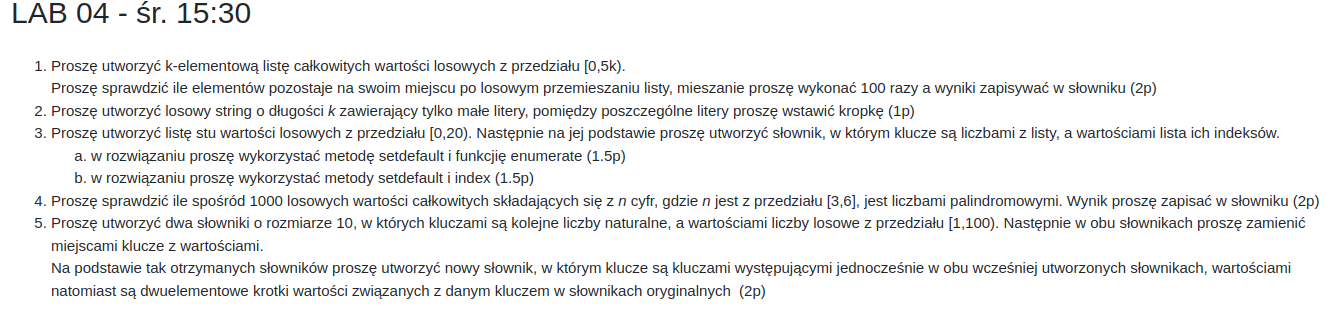 LAB 04 - śr. 15:30
1. Proszę utworzyć k-elementową listę całkowitych wartości losowych z przedziału [0,5k).
Proszę sprawdzić ile elementów pozostaje na swoim miejscu po losowym przemieszaniu listy, mieszanie proszę wykonać 100 razy a wyniki zapisywać w słowniku (2p)
2. Proszę utworzyć losowy string o długości k zawierający tylko małe litery, pomiędzy poszczególne litery proszę wstawić kropkę (1p)
3. Proszę utworzyć listę stu wartości losowych z przedziału [0,20). Następnie na jej podstawie proszę utworzyć słownik, w którym klucze są liczbami z listy, a wartościami lista ich indeksów.
a. w rozwiązaniu proszę wykorzystać metodę setdefault i funkcjię enumerate (1.5p)
b. w rozwiązaniu proszę wykorzystać metody setdefault i index (1.5p)
4. Proszę sprawdzić ile spośród 1000 losowych wartości całkowitych składających się z n cyfr, gdzie n jest z przedziału [3,6], jest liczbami palindromowymi. Wynik proszę zapisać w słowniku (2p)
5. Proszę utworzyć dwa słowniki o rozmiarze 10, w których kluczami są kolejne liczby naturalne, a wartościami liczby losowe z przedziału [1,100). Następnie w obu słownikach proszę zamienić
miejscami klucze z wartościami.
Na podstawie tak otrzymanych słowników proszę utworzyć nowy słownik, w którym klucze są kluczami występującymi jednocześnie w obu wcześniej utworzonych słownikach, wartościami
natomiast są dwuelementowe krotki wartości związanych z danym kluczem w słownikach oryginalnych (2p)